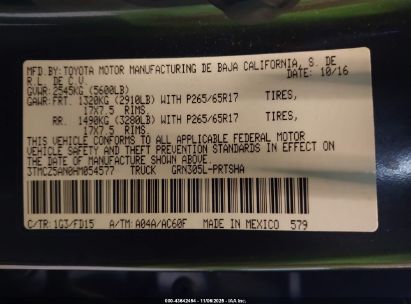 MFD BY: TOYOTA MOTOR MANUFACTURING DE BAJA CALIFORNIA, S. DE
R L. DE C.V. DATE: 10/16
GVWR: 2545KG (5600LB)
GAWR: FRT. 1320KG (2910LB) WITH P265/65R17 TIRES,
17X7.5 RIMS.
RR. 1490KG (3280LB) WITH P265/65R17 TIRES,
17X7.5 RIMS.
THIS VEHICLE CONFORMS TO ALL APPLICABLE FEDERAL MOTOR
VEHICLE SAFETY AND THEFT PREVENTION STANDARDS IN EFFECT
ON THE DATE OF MANUFACTURE SHOWN ABOVE.
3TMCZ5AN0HM054577 TRUCK GRN305L-PRTSHA
C/TR: 1G3/FD15 A/TM: A04A/AC60F MADE IN MEXICO 579